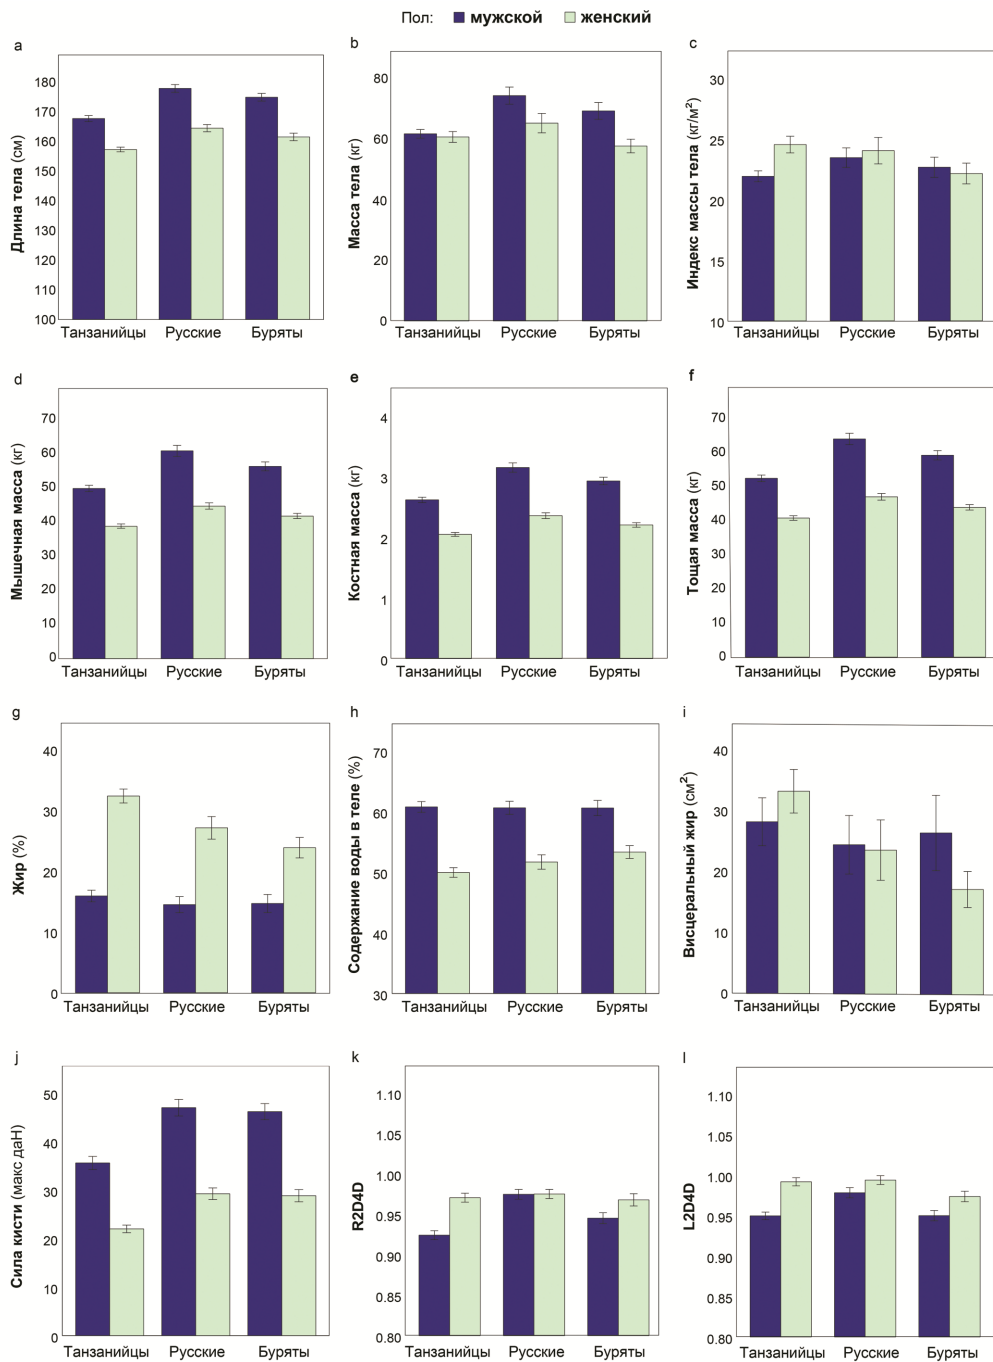 Пол: мужской женский
a
Длина тела (см)
180
170
160
150
140
130
120
110
100
Танзанийцы Русские Буряты
b
Масса тела (кг)
80
60
40
20
0
Танзанийцы Русские Буряты
c
Индекс массы тела (кг/м²)
30
25
20
15
10
Танзанийцы Русские Буряты
d
Мышечная масса (кг)
70
60
50
40
30
20
10
0
Танзанийцы Русские Буряты
e
Костная масса (кг)
4
3
2
1
0
Танзанийцы Русские Буряты
f
Тощая масса (кг)
70
60
50
40
30
20
10
0
Танзанийцы Русские Буряты
g
Жир (%)
40
30
20
10
0
Танзанийцы Русские Буряты
h
Содержание воды в теле (%)
70
60
50
40
30
Танзанийцы Русские Буряты
i
Висцеральный жир (см²)
40
30
20
10
0
Танзанийцы Русские Буряты
j
Сила кисти (макс даН)
50
40
30
20
10
0
Танзанийцы Русские Буряты
k
R2D4D
1.10
1.05
1.00
0.95
0.90
0.85
0.80
Танзанийцы Русские Буряты
l
L2D4D
1.10
1.05
1.00
0.95
0.90
0.85
0.80
Танзанийцы Русские Буряты